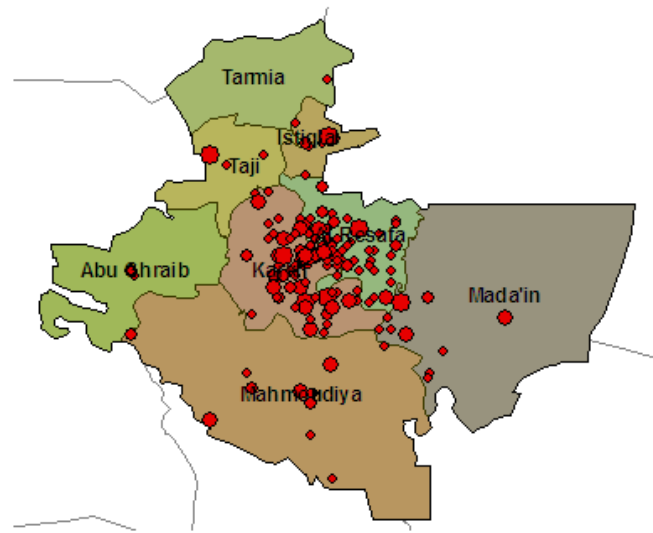 Tarmia
Istiqlal
Taji
Resafa
Abu Ghraib
Karkh
Mada'in
Mahmoudiya